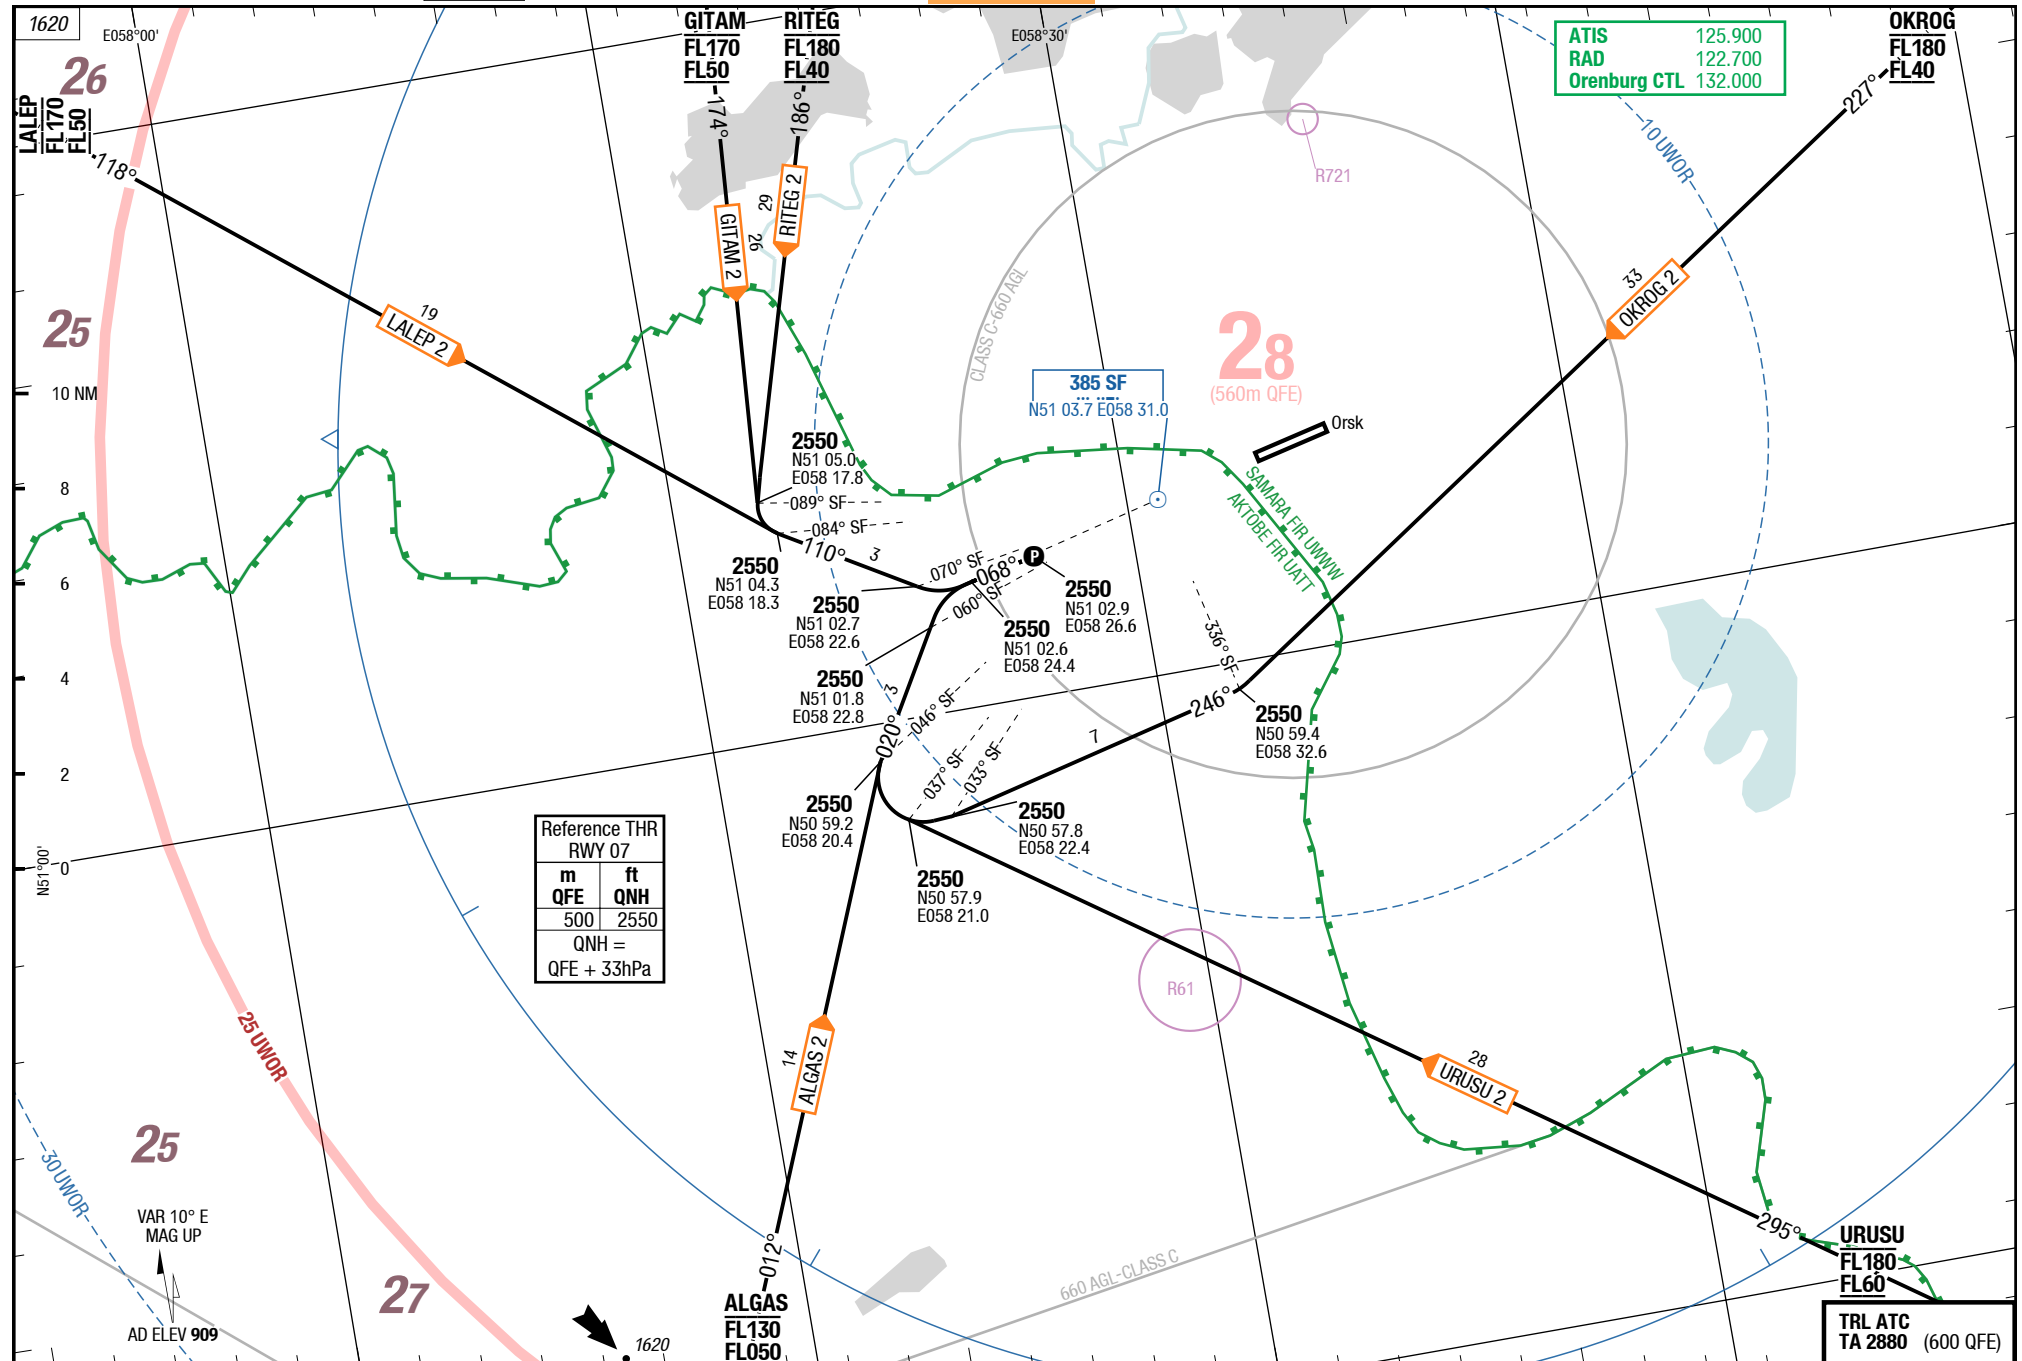 1620
E058°00'
GITAM
FL170
FL50
RITEG
FL180
FL40
E058°30'
ATIS 125.900
RAD 122.700
Orenburg CTL 132.000
OKROG
FL180
FL40
26
LALEP
FL170
FL50
118°
174°
186°
227°
10 UWOR
R721
29
RITEG 2
26
GITAM 2
CLASS C-660 AGL
33
OKROG 2
25
19
LALEP 2
28
(560m QFE)
385 SF
N51 03.7 E058 31.0
Orsk
10 NM
2550
N51 05.0
E058 17.8
089° SF
084° SF
SAMARA FIR UWWW
AKTOBE FIR UATT
8
110°
3
2550
N51 04.3
E058 18.3
070° SF
068°
P
060° SF
6
2550
N51 02.9
E058 26.6
2550
N51 02.7
E058 22.6
2550
N51 02.6
E058 24.4
336° SF
4
2550
N51 01.8
E058 22.8
3
046° SF
020°
246°
7
2550
N50 59.4
E058 32.6
2
037° SF
033° SF
2550
N50 59.2
E058 20.4
2550
N50 57.8
E058 22.4
0
N51°00'
2550
N50 57.9
E058 21.0
Reference THR
RWY 07
m ft
QFE QNH
500 2550
QNH =
QFE + 33hPa
R61
25 UWOR
14
ALGAS 2
28
URUSU 2
25
30 UWOR
VAR 10° E
MAG UP
AD ELEV 909
27
012°
ALGAS
FL130
FL050
1620
660 AGL-CLASS C
295°
URUSU
FL180
FL60
TRL ATC
TA 2880 (600 QFE)